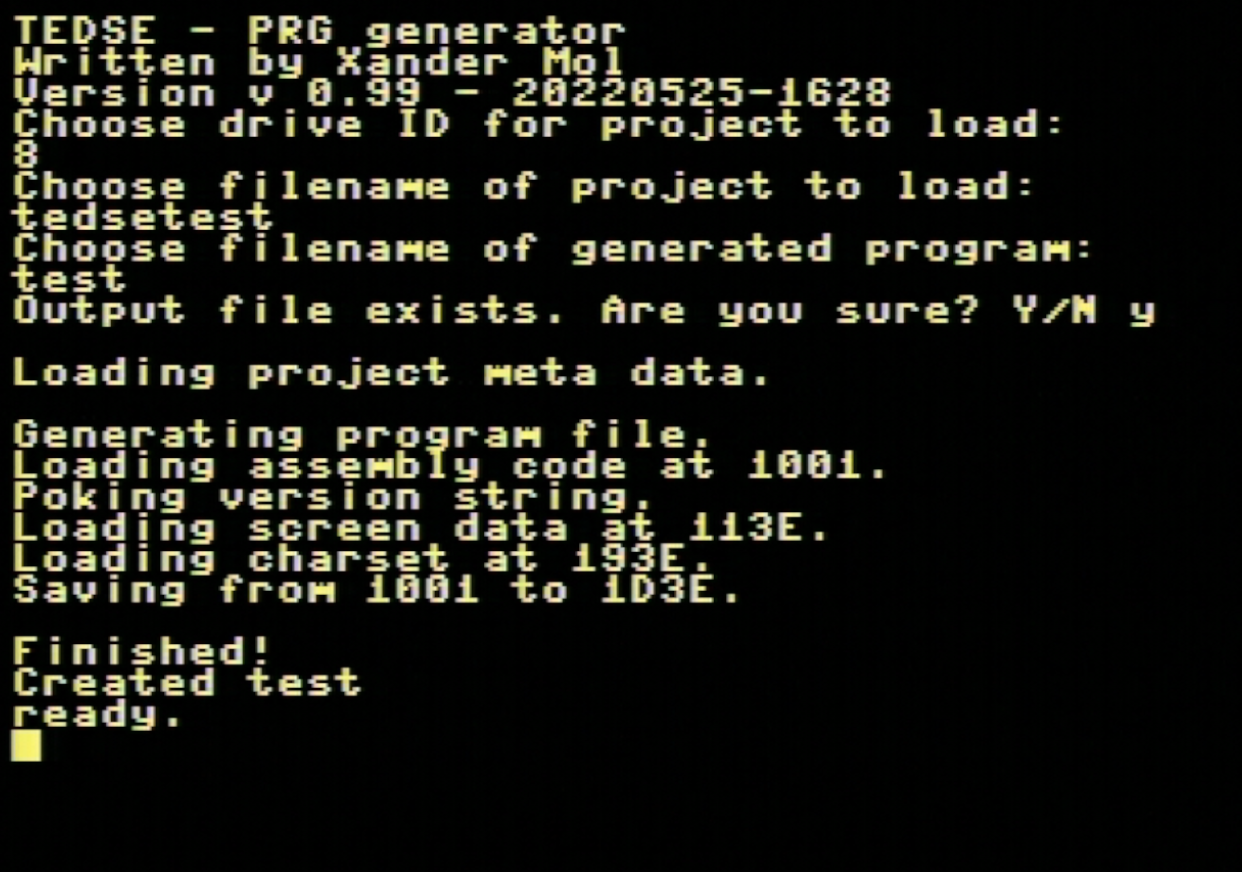 TEDSE - PRG generator
Written by Xander Mol
Version v 0.99 - 20220525-1628
Choose drive ID for project to load:
8
Choose filename of project to load:
tedsetest
Choose filename of generated program:
test
Output file exists. Are you sure? Y/N y
Loading project meta data.
Generating program file.
Loading assembly code at 1001.
Poking version string.
Loading screen data at 113E.
Loading charset at 193E.
Saving from 1001 to 1D3E.
Finished!
Created test
ready.